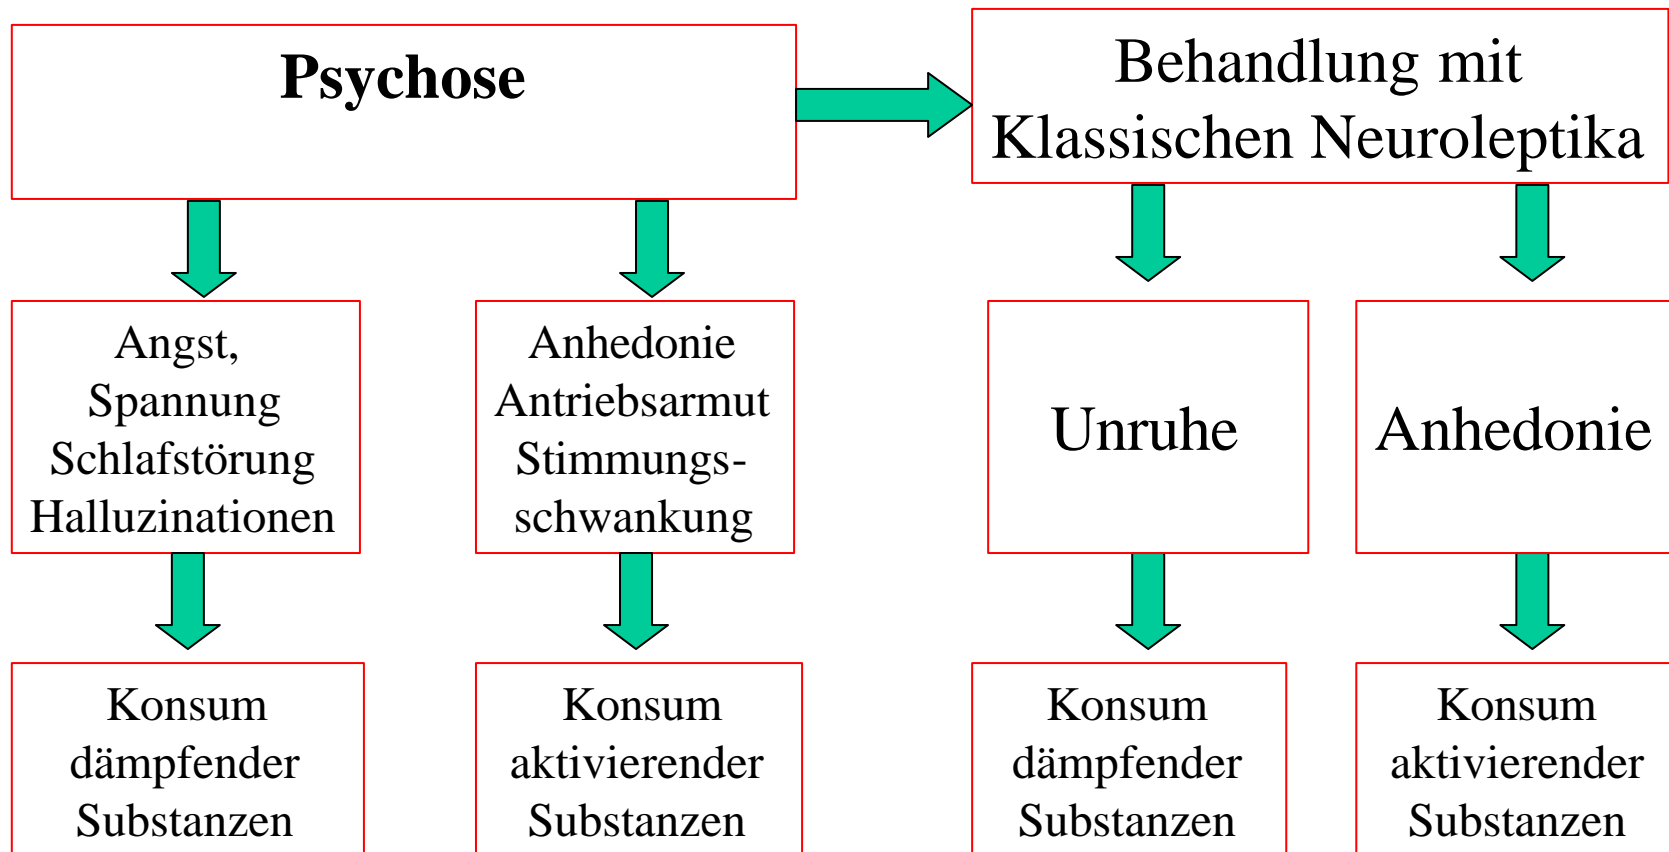 Psychose
Behandlung mit
Klassischen Neuroleptika
Angst,
Spannung
Schlafstörung
Halluzinationen
Anhedonie
Antriebsarmut
Stimmungs-
schwankung
Unruhe
Anhedonie
Konsum
dämpfender
Substanzen
Konsum
aktivierender
Substanzen
Konsum
dämpfender
Substanzen
Konsum
aktivierender
Substanzen